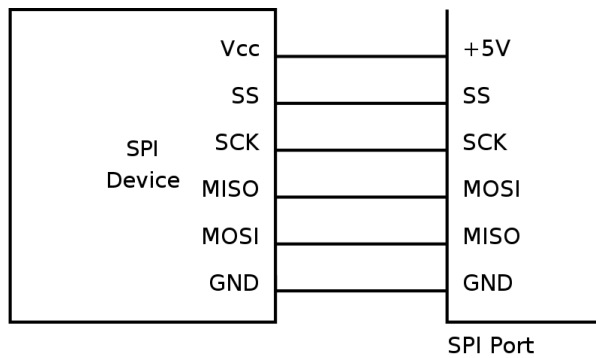 Vcc +5V
SS SS
SCK SCK
SPI
Device
MISO MOSI
MOSI MISO
GND GND
SPI Port